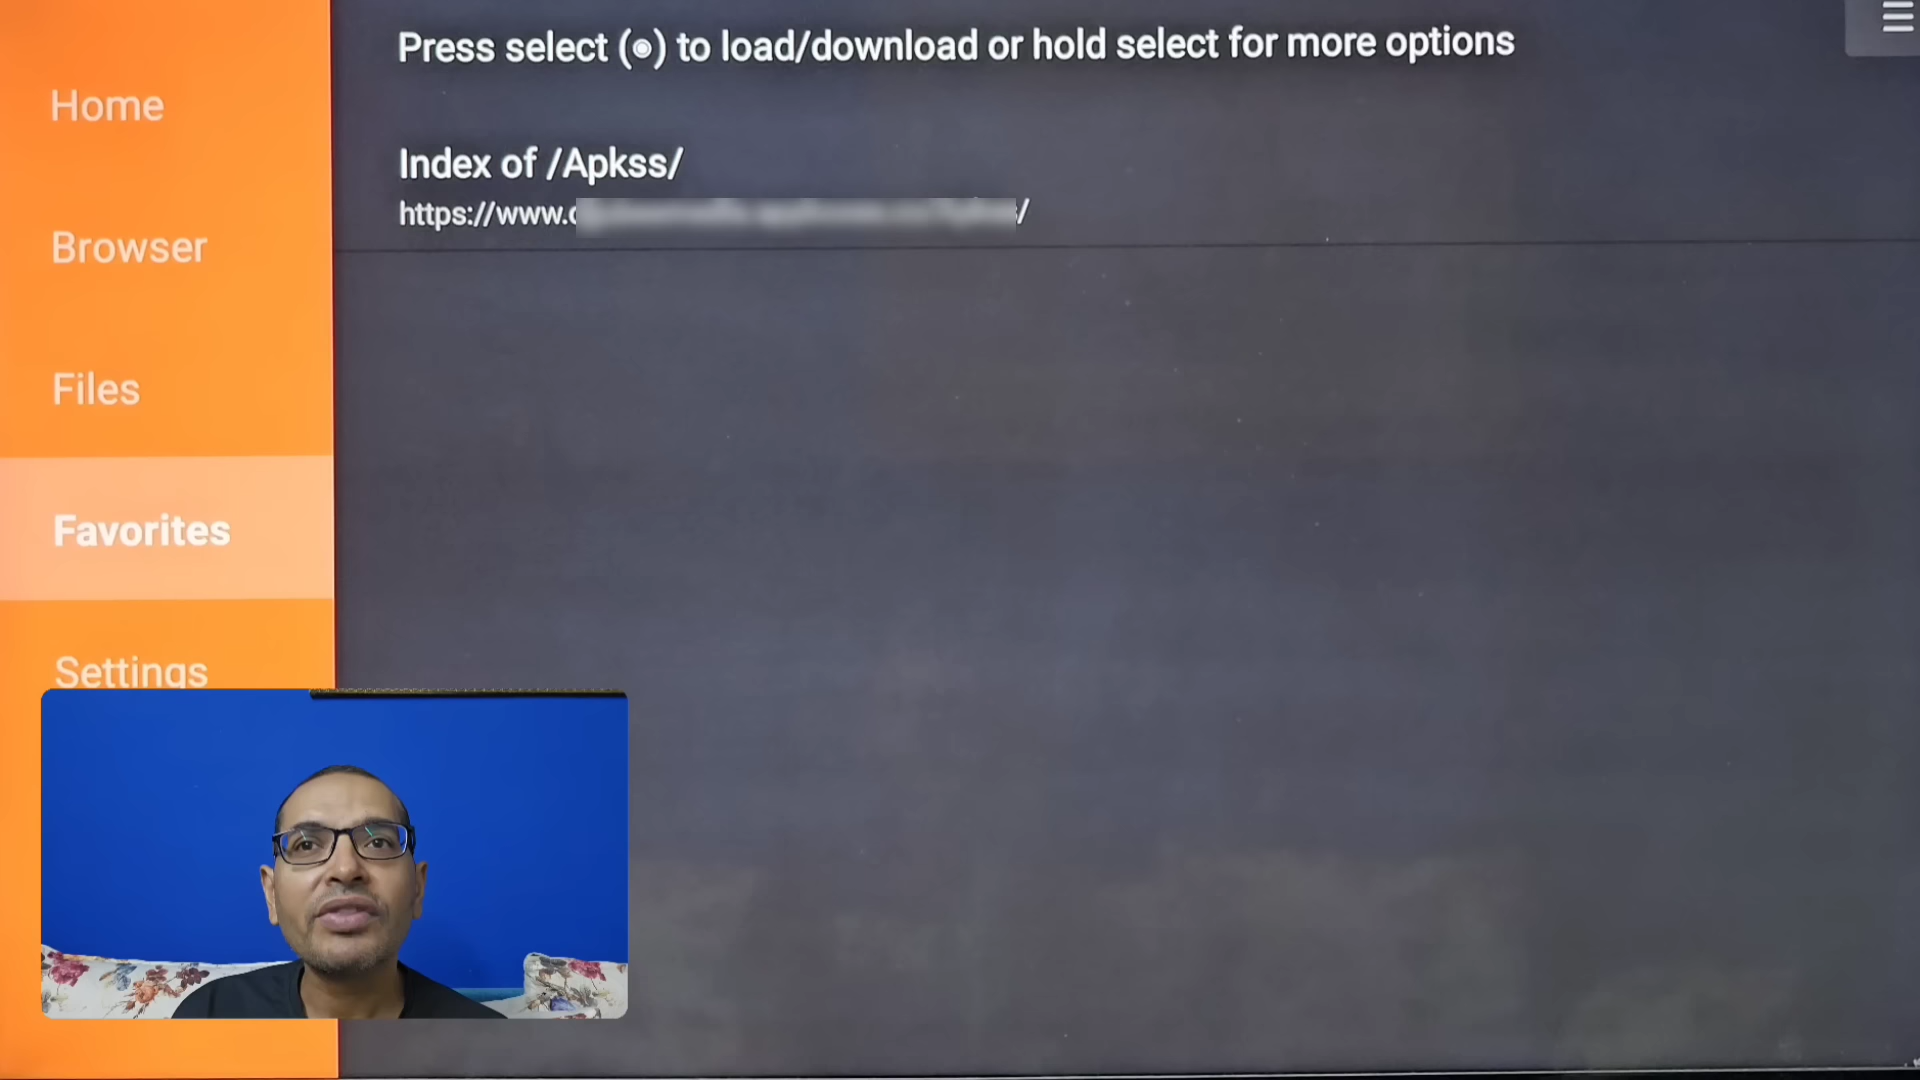 Press select (◉) to load/download or hold select for more options
Home
Index of /Apkss/
https://www.
Browser
Files
Favorites
Settings